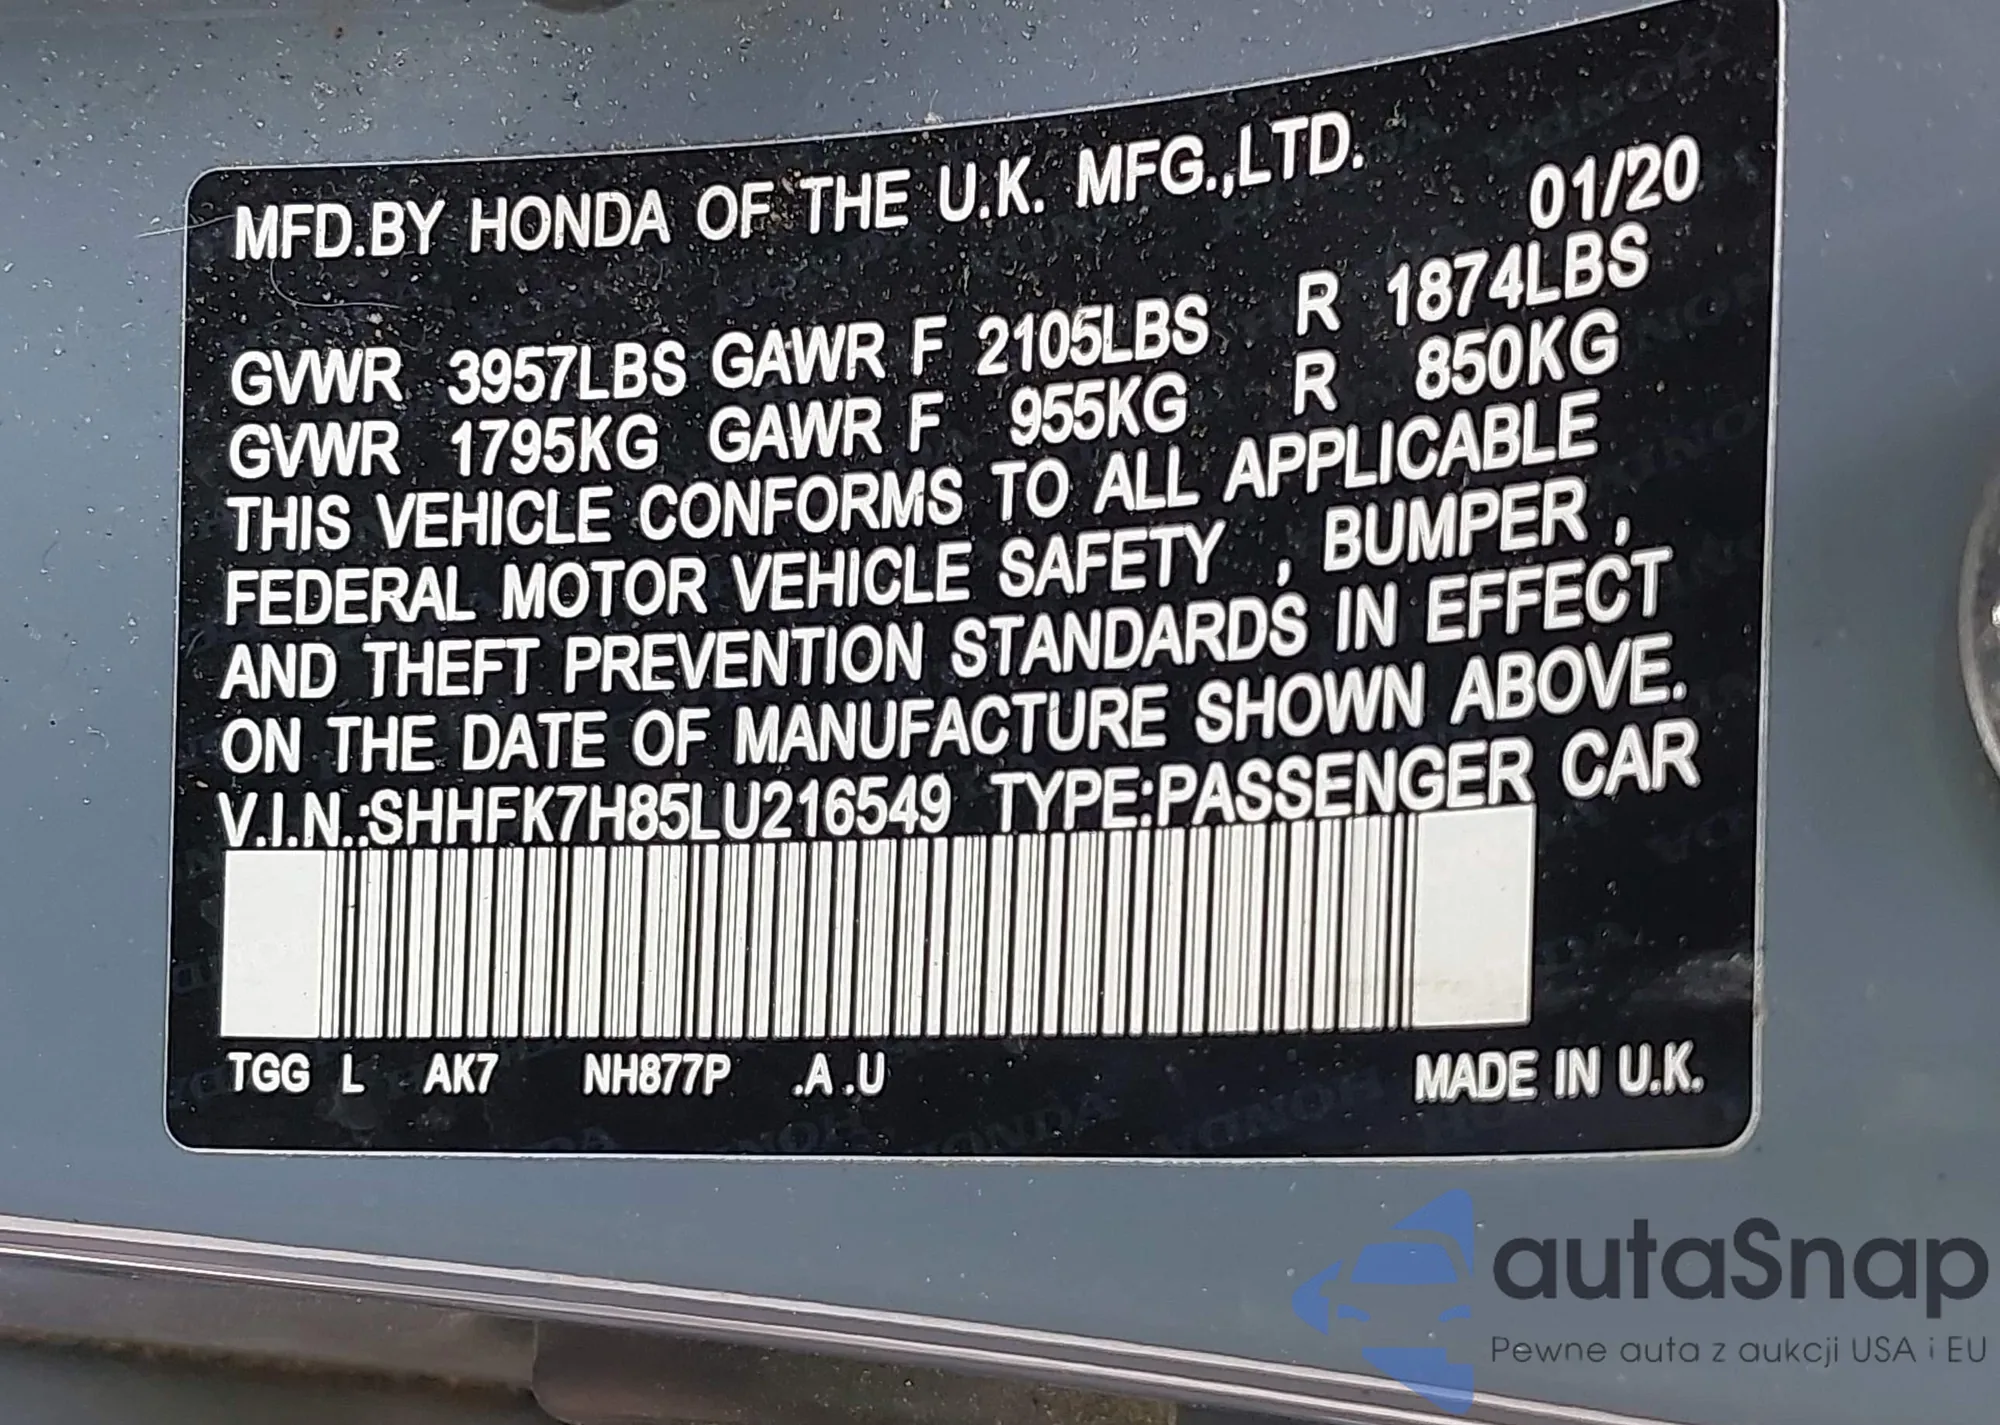 MFD.BY HONDA OF THE U.K. MFG.,LTD.
01/20
GVWR 3957LBS GAWR F 2105LBS R 1874LBS
GVWR 1795KG GAWR F 955KG R 850KG
THIS VEHICLE CONFORMS TO ALL APPLICABLE
FEDERAL MOTOR VEHICLE SAFETY , BUMPER ,
AND THEFT PREVENTION STANDARDS IN EFFECT
ON THE DATE OF MANUFACTURE SHOWN ABOVE.
V.I.N.:SHHFK7H85LU216549 TYPE:PASSENGER CAR
TGG L AK7 NH877P .A .U MADE IN U.K.
autaSnap
Pewne auta z aukcji USA i EU